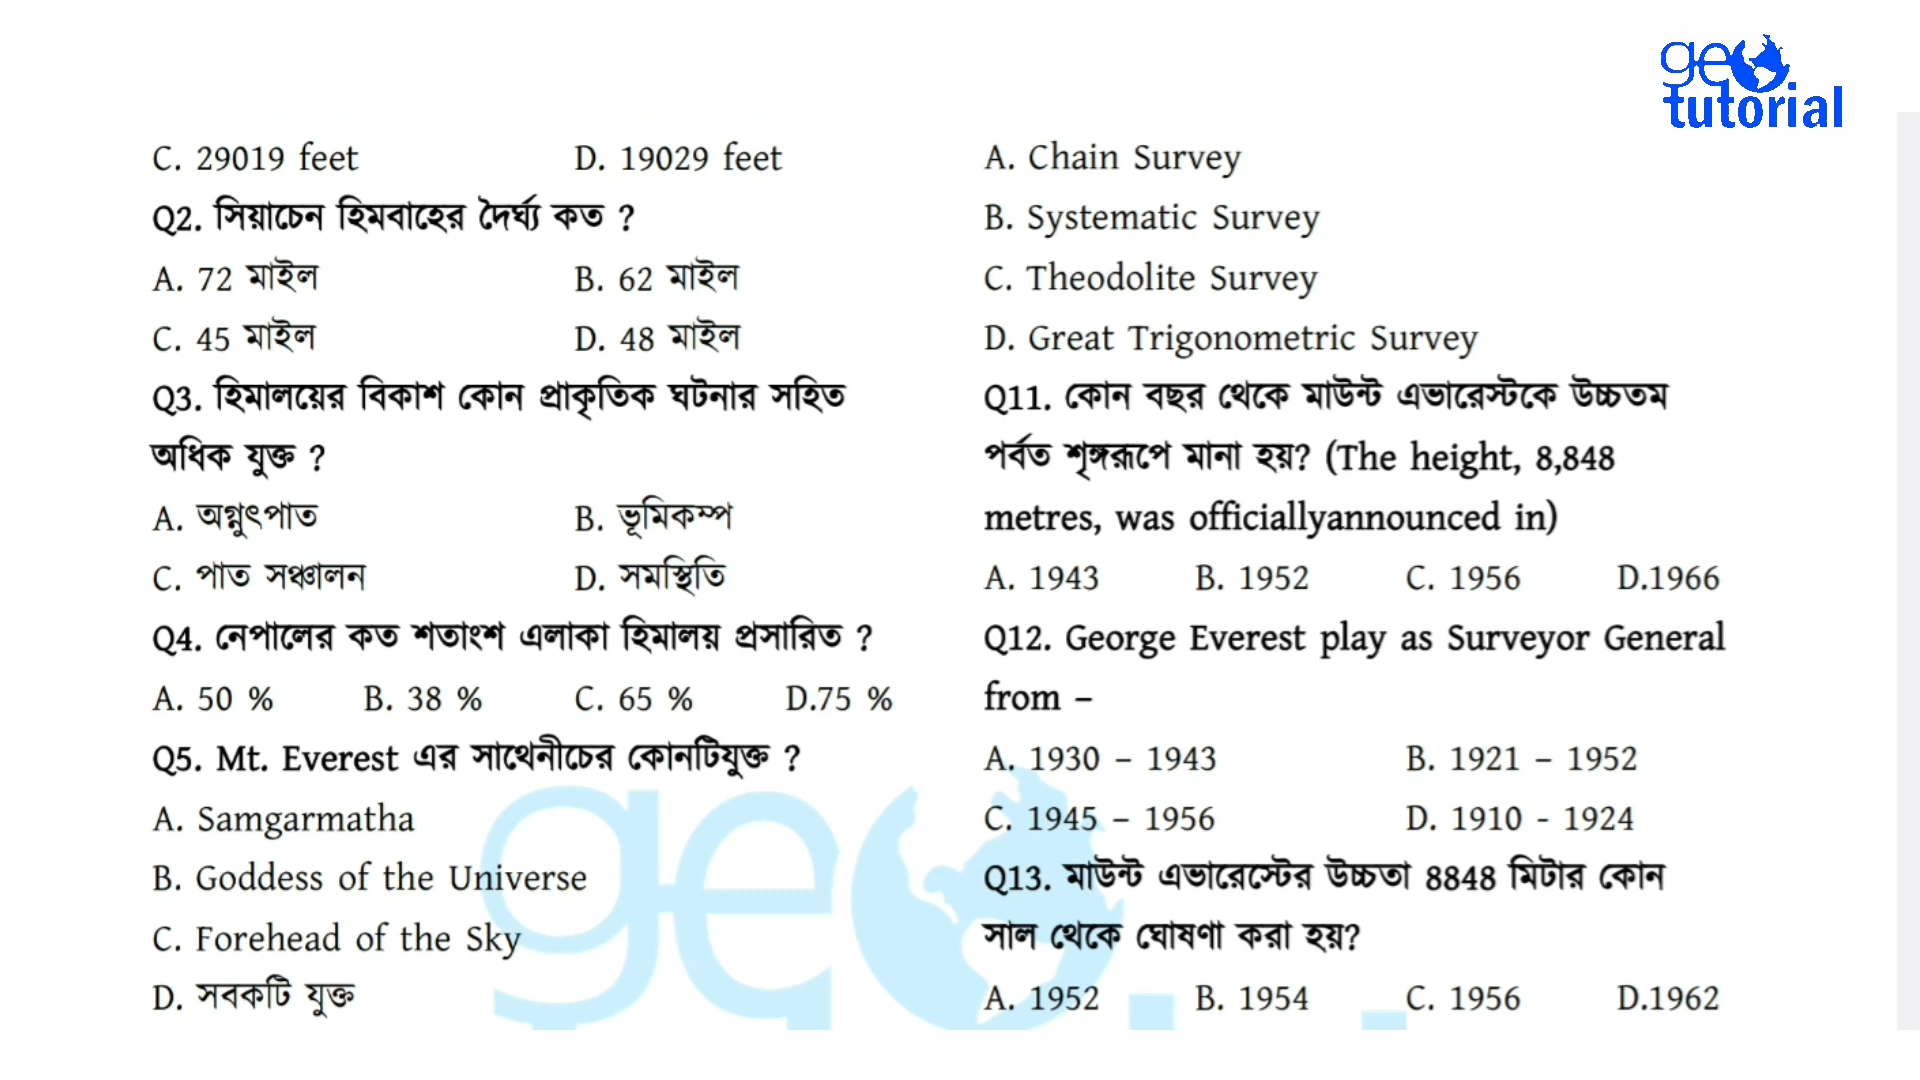 geo
tutorial
C. 29019 feet D. 19029 feet
Q2. সিয়াচেন হিমবাহের দৈর্ঘ্য কত ?
A. 72 মাইল B. 62 মাইল
C. 45 মাইল D. 48 মাইল
Q3. হিমালয়ের বিকাশ কোন প্রাকৃতিক ঘটনার সহিত
অধিক যুক্ত ?
A. অগ্নুৎপাত B. ভূমিকম্প
C. পাত সঞ্চালন D. সমস্থিতি
Q4. নেপালের কত শতাংশ এলাকা হিমালয় প্রসারিত ?
A. 50 % B. 38 % C. 65 % D.75 %
Q5. Mt. Everest এর সাথেনীচের কোনটিযুক্ত ?
A. Samgarmatha
B. Goddess of the Universe
C. Forehead of the Sky
D. সবকটি যুক্ত
A. Chain Survey
B. Systematic Survey
C. Theodolite Survey
D. Great Trigonometric Survey
Q11. কোন বছর থেকে মাউন্ট এভারেস্টকে উচ্চতম
পর্বত শৃঙ্গরূপে মানা হয়? (The height, 8,848
metres, was officiallyannounced in)
A. 1943 B. 1952 C. 1956 D.1966
Q12. George Everest play as Surveyor General
from –
A. 1930 – 1943 B. 1921 – 1952
C. 1945 – 1956 D. 1910 - 1924
Q13. মাউন্ট এভারেস্টের উচ্চতা 8848 মিটার কোন
সাল থেকে ঘোষণা করা হয়?
A. 1952 B. 1954 C. 1956 D.1962
geo